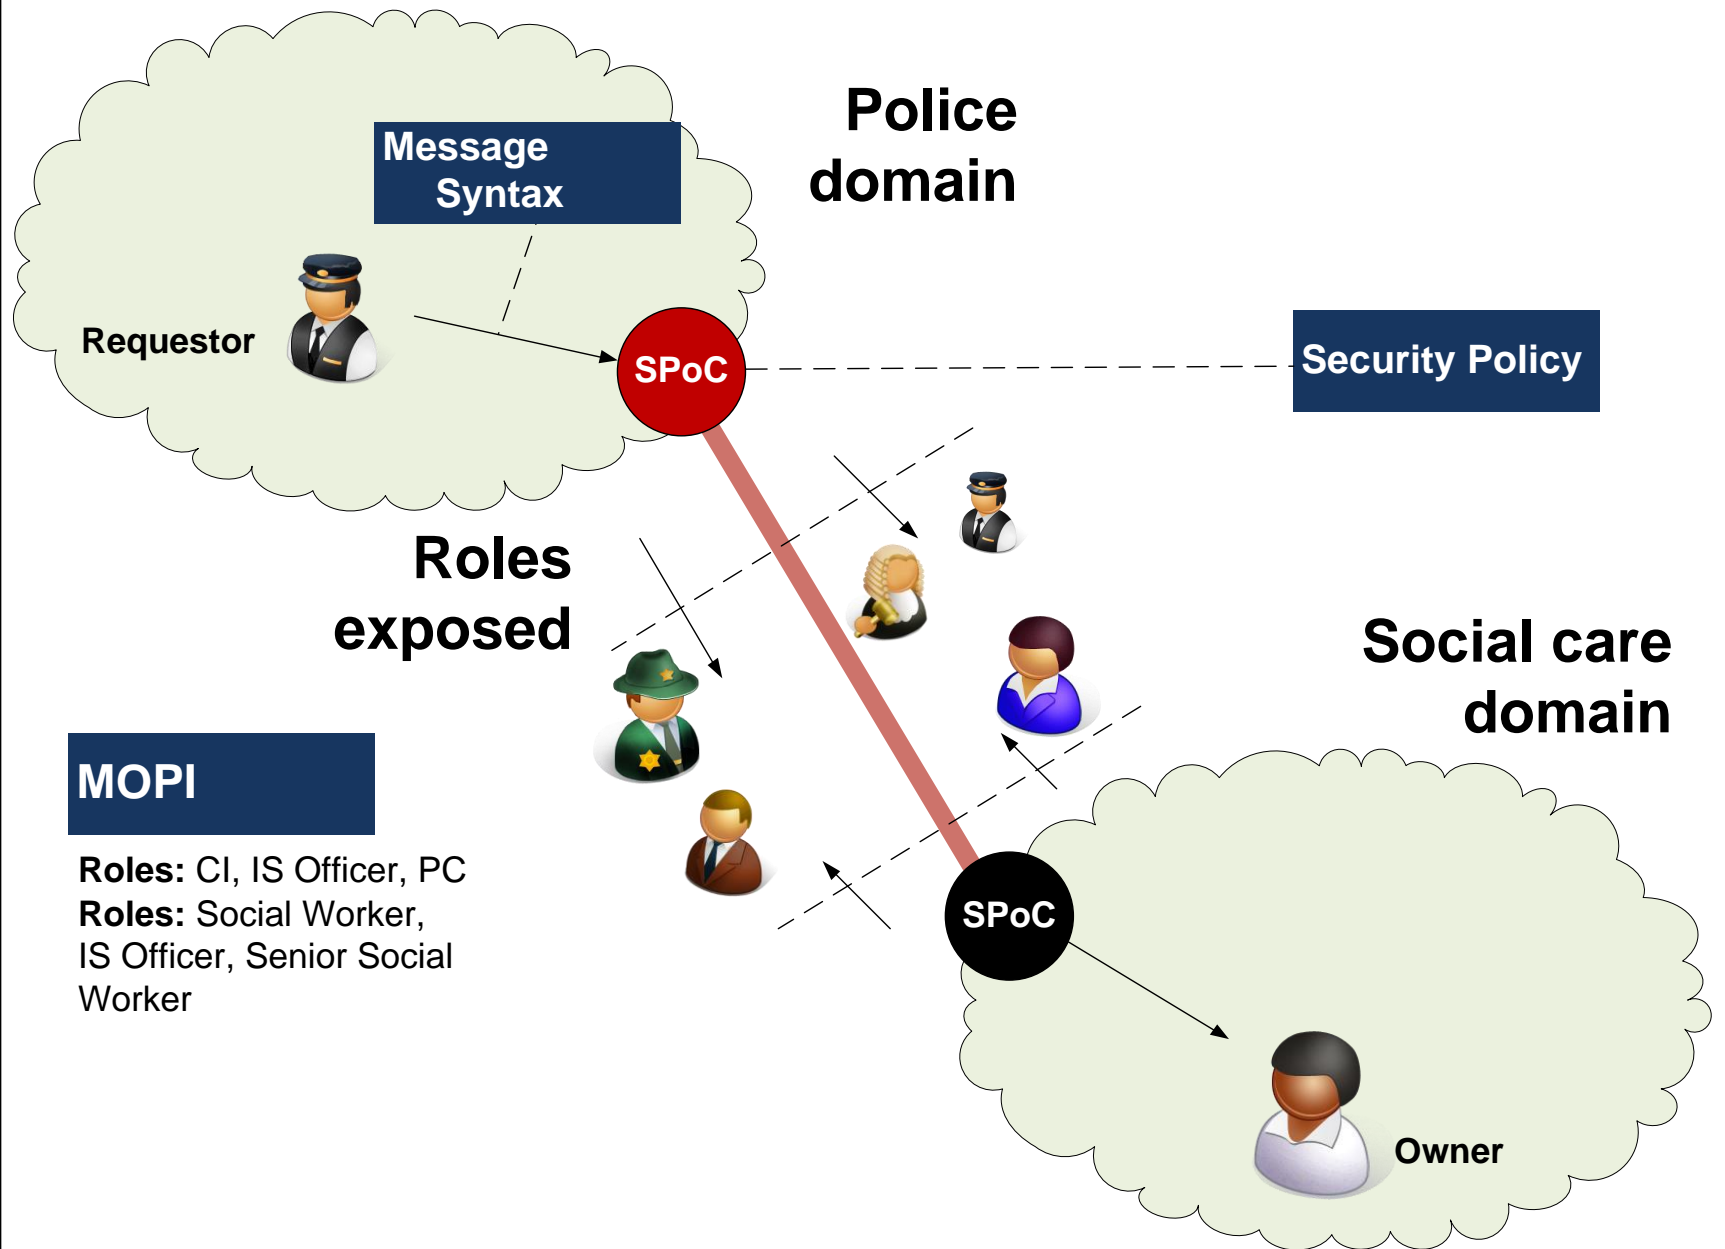 Police
domain
Message
Syntax
Requestor
SPoC
Security Policy
Roles
exposed
Social care
domain
MOPI
Roles: CI, IS Officer, PC
Roles: Social Worker,
IS Officer, Senior Social
Worker
SPoC
Owner